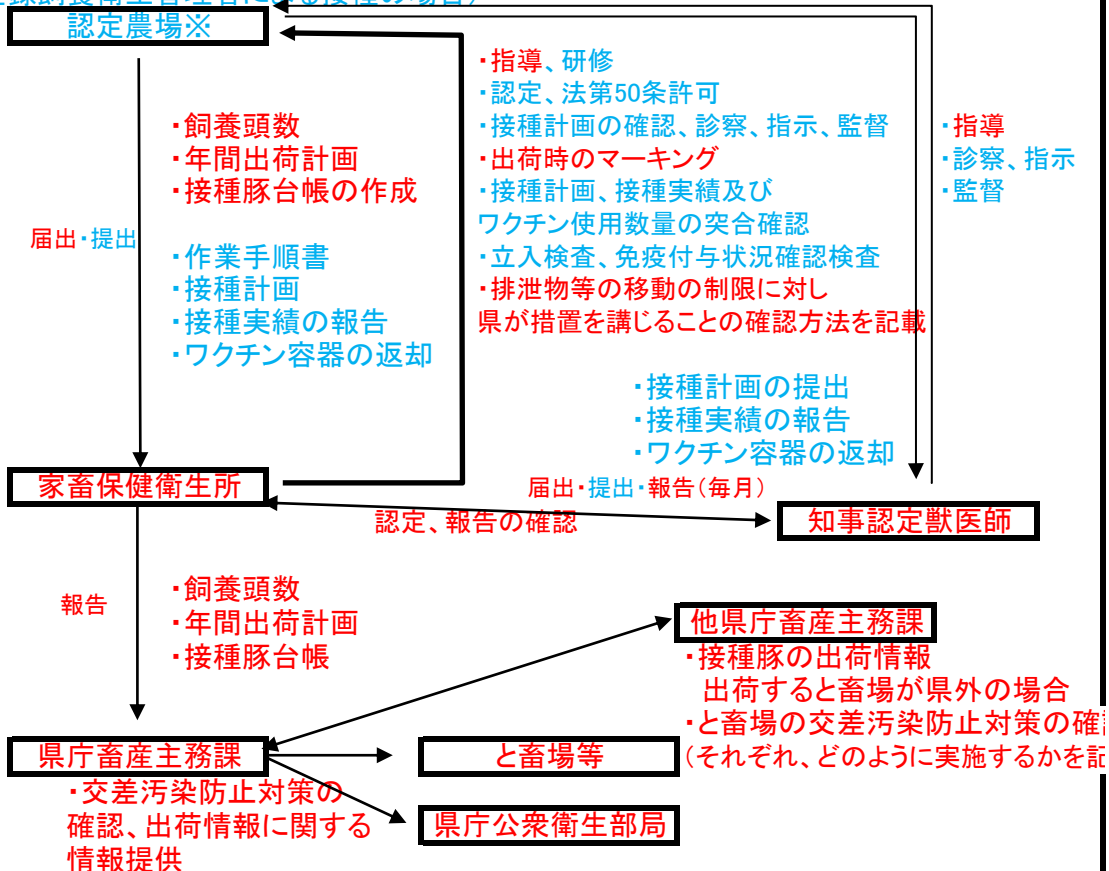 登録飼養衛生管理者による接種の場合）
認定農場※
・飼養頭数
・年間出荷計画
・接種豚台帳の作成
届出・提出
・作業手順書
・接種計画
・接種実績の報告
・ワクチン容器の返却
・指導、研修
・認定、法第50条許可
・接種計画の確認、診察、指示、監督
・出荷時のマーキング
・接種計画、接種実績及び
ワクチン使用数量の突合確認
・立入検査、免疫付与状況確認検査
・排泄物等の移動の制限に対し
県が措置を講じることの確認方法を記載
・指導
・診察、指示
・監督
・接種計画の提出
・接種実績の報告
・ワクチン容器の返却
家畜保健衛生所
届出・提出・報告（毎月）
認定、報告の確認
知事認定獣医師
報告
・飼養頭数
・年間出荷計画
・接種豚台帳
他県庁畜産主務課
・接種豚の出荷情報
出荷すると畜場が県外の場合
・と畜場の交差汚染防止対策の確
（それぞれ、どのように実施するかを記
県庁畜産主務課
と畜場等
・交差汚染防止対策の
確認、出荷情報に関する
情報提供
県庁公衆衛生部局